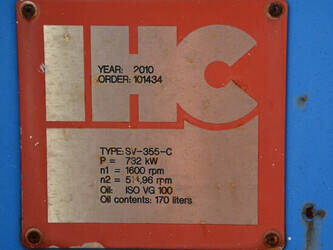 IHC
YEAR: 2010
ORDER: 101434
TYPE: SV-355-C
P = 732 kW
n1 = 1600 rpm
n2 = rpm
Oil: ISO VG 100
Oil contents: 170 liters